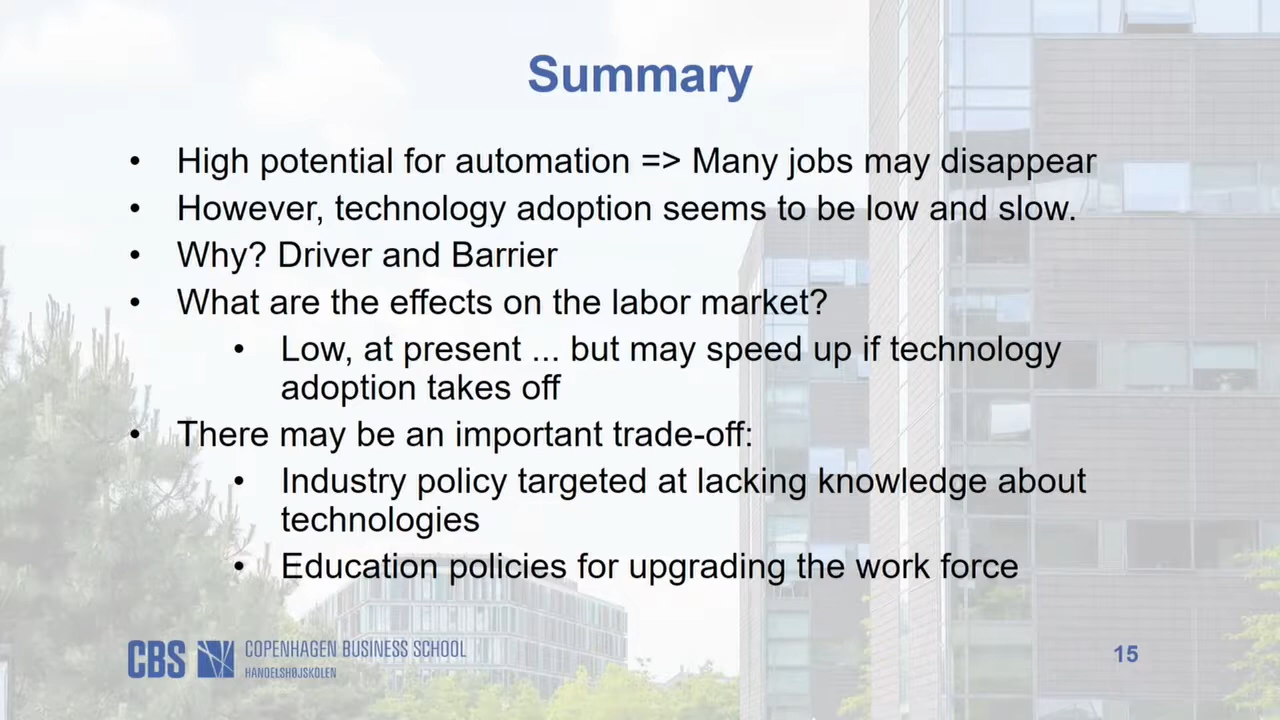 Summary
• High potential for automation => Many jobs may disappear
• However, technology adoption seems to be low and slow.
• Why? Driver and Barrier
• What are the effects on the labor market?
• Low, at present ... but may speed up if technology
adoption takes off
• There may be an important trade-off:
• Industry policy targeted at lacking knowledge about
technologies
• Education policies for upgrading the work force
CBS COPENHAGEN BUSINESS SCHOOL
HANDELSHØJSKOLEN
15